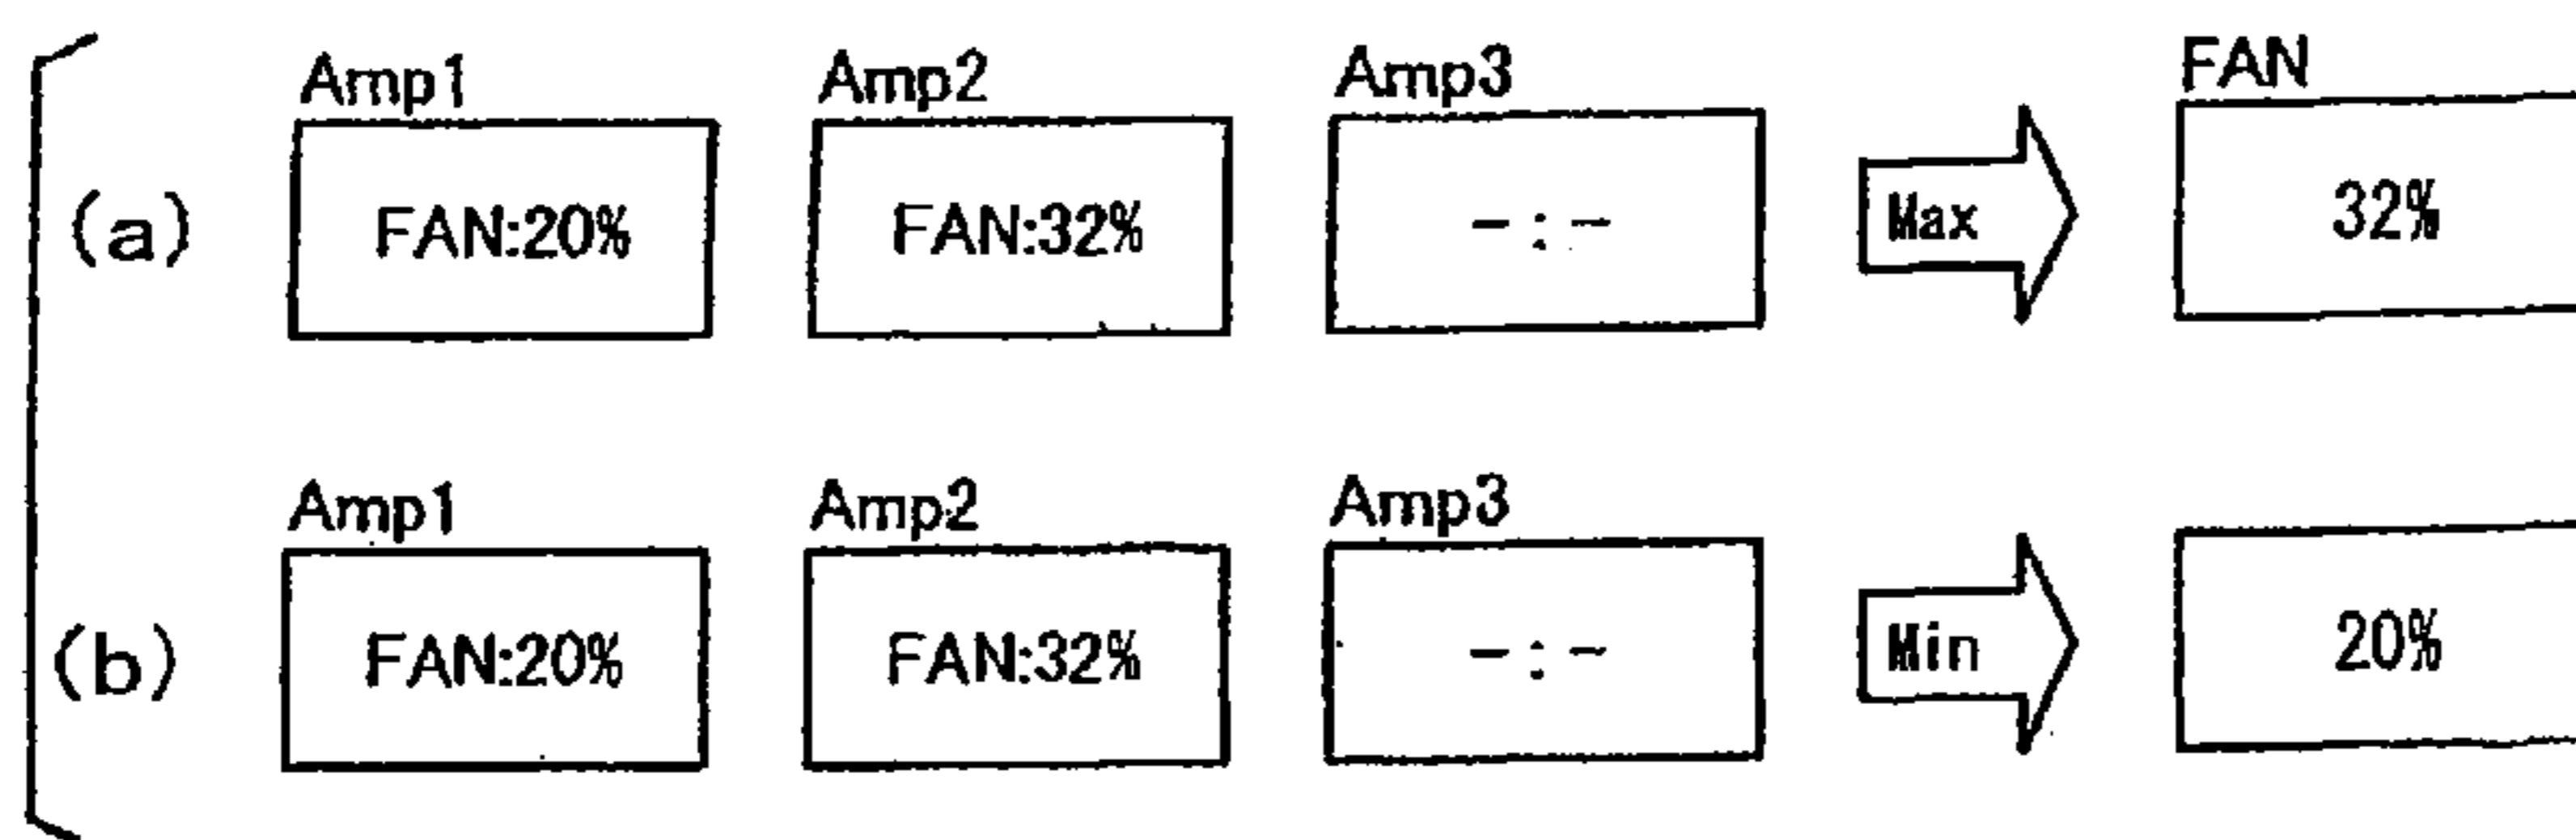 Amp1 Amp2 Amp3 FAN
(a) FAN:20% FAN:32% -:- Max 32%
Amp1 Amp2 Amp3
(b) FAN:20% FAN:32% -:- Min 20%